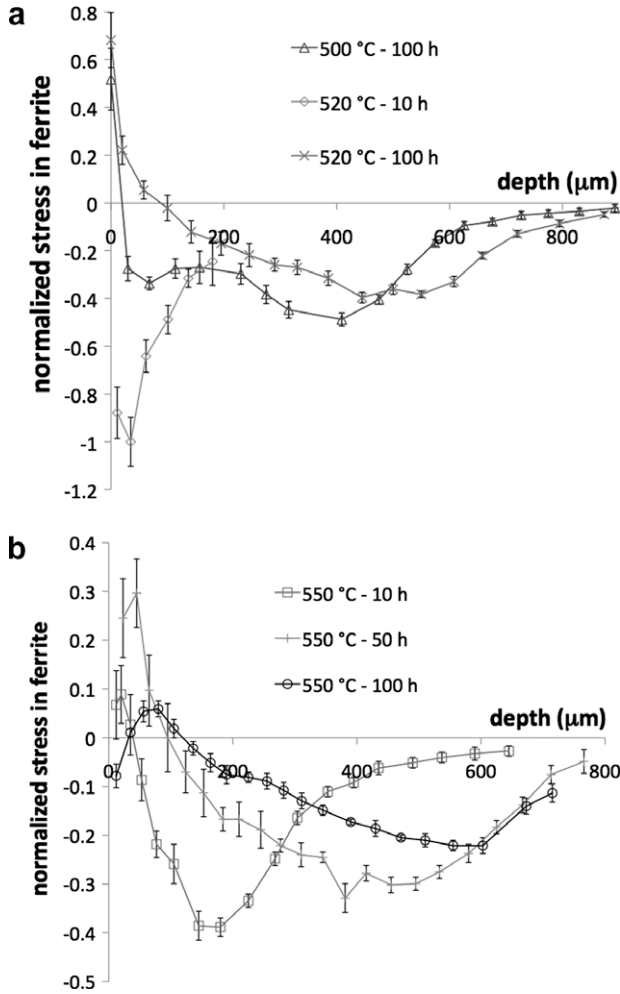 a
0.8
500 °C - 100 h
0.6
520 °C - 10 h
0.4
520 °C - 100 h
0.2
depth (µm)
0
0 200 400 600 800
-0.2
-0.4
-0.6
-0.8
-1
-1.2
normalized stress in ferrite
b
0.4
550 °C - 10 h
0.3
550 °C - 50 h
0.2
550 °C - 100 h
0.1
depth (µm)
0
0 200 400 600 800
-0.1
-0.2
-0.3
-0.4
-0.5
normalized stress in ferrite